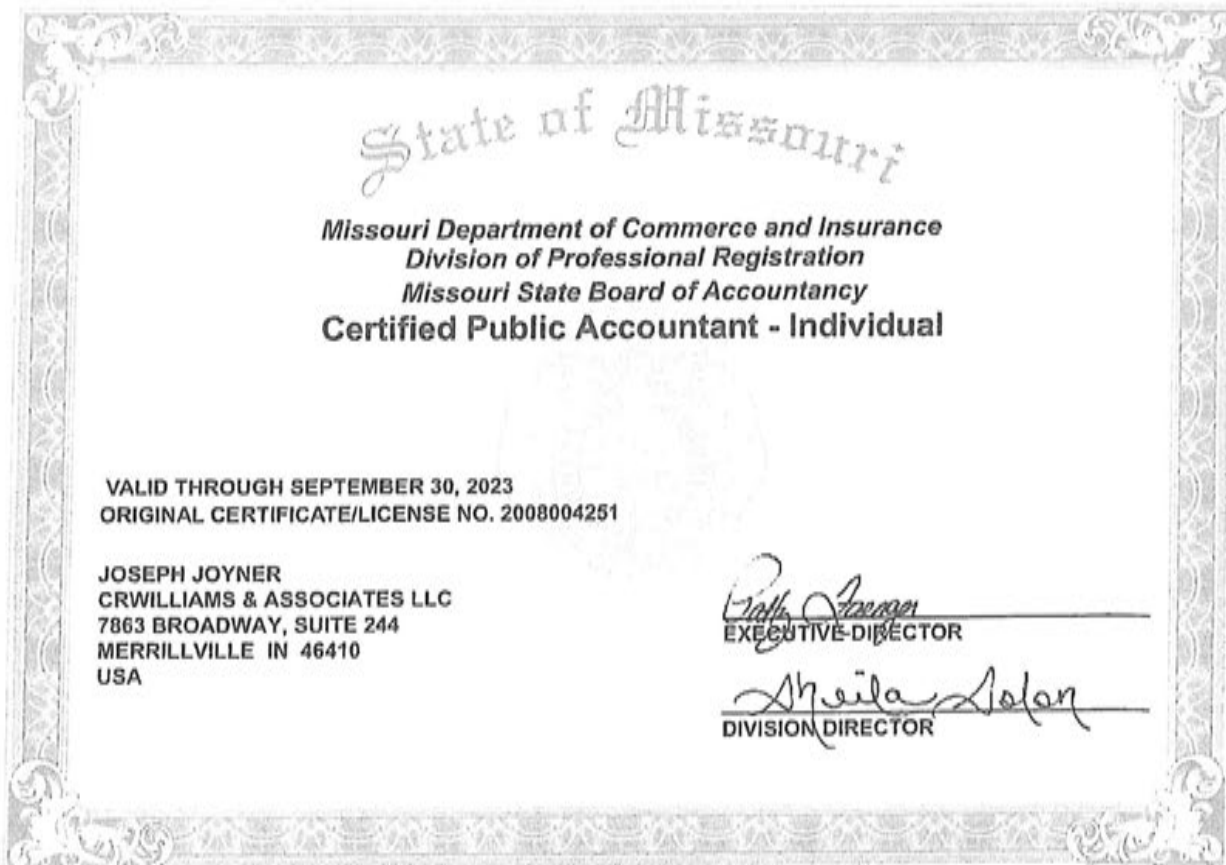 State of Missouri
Missouri Department of Commerce and Insurance
Division of Professional Registration
Missouri State Board of Accountancy
Certified Public Accountant - Individual
VALID THROUGH SEPTEMBER 30, 2023
ORIGINAL CERTIFICATE/LICENSE NO. 2008004251
JOSEPH JOYNER
CRWILLIAMS & ASSOCIATES LLC
7863 BROADWAY, SUITE 244
MERRILLVILLE IN 46410
USA
EXECUTIVE DIRECTOR
Sheila Solon
DIVISION DIRECTOR